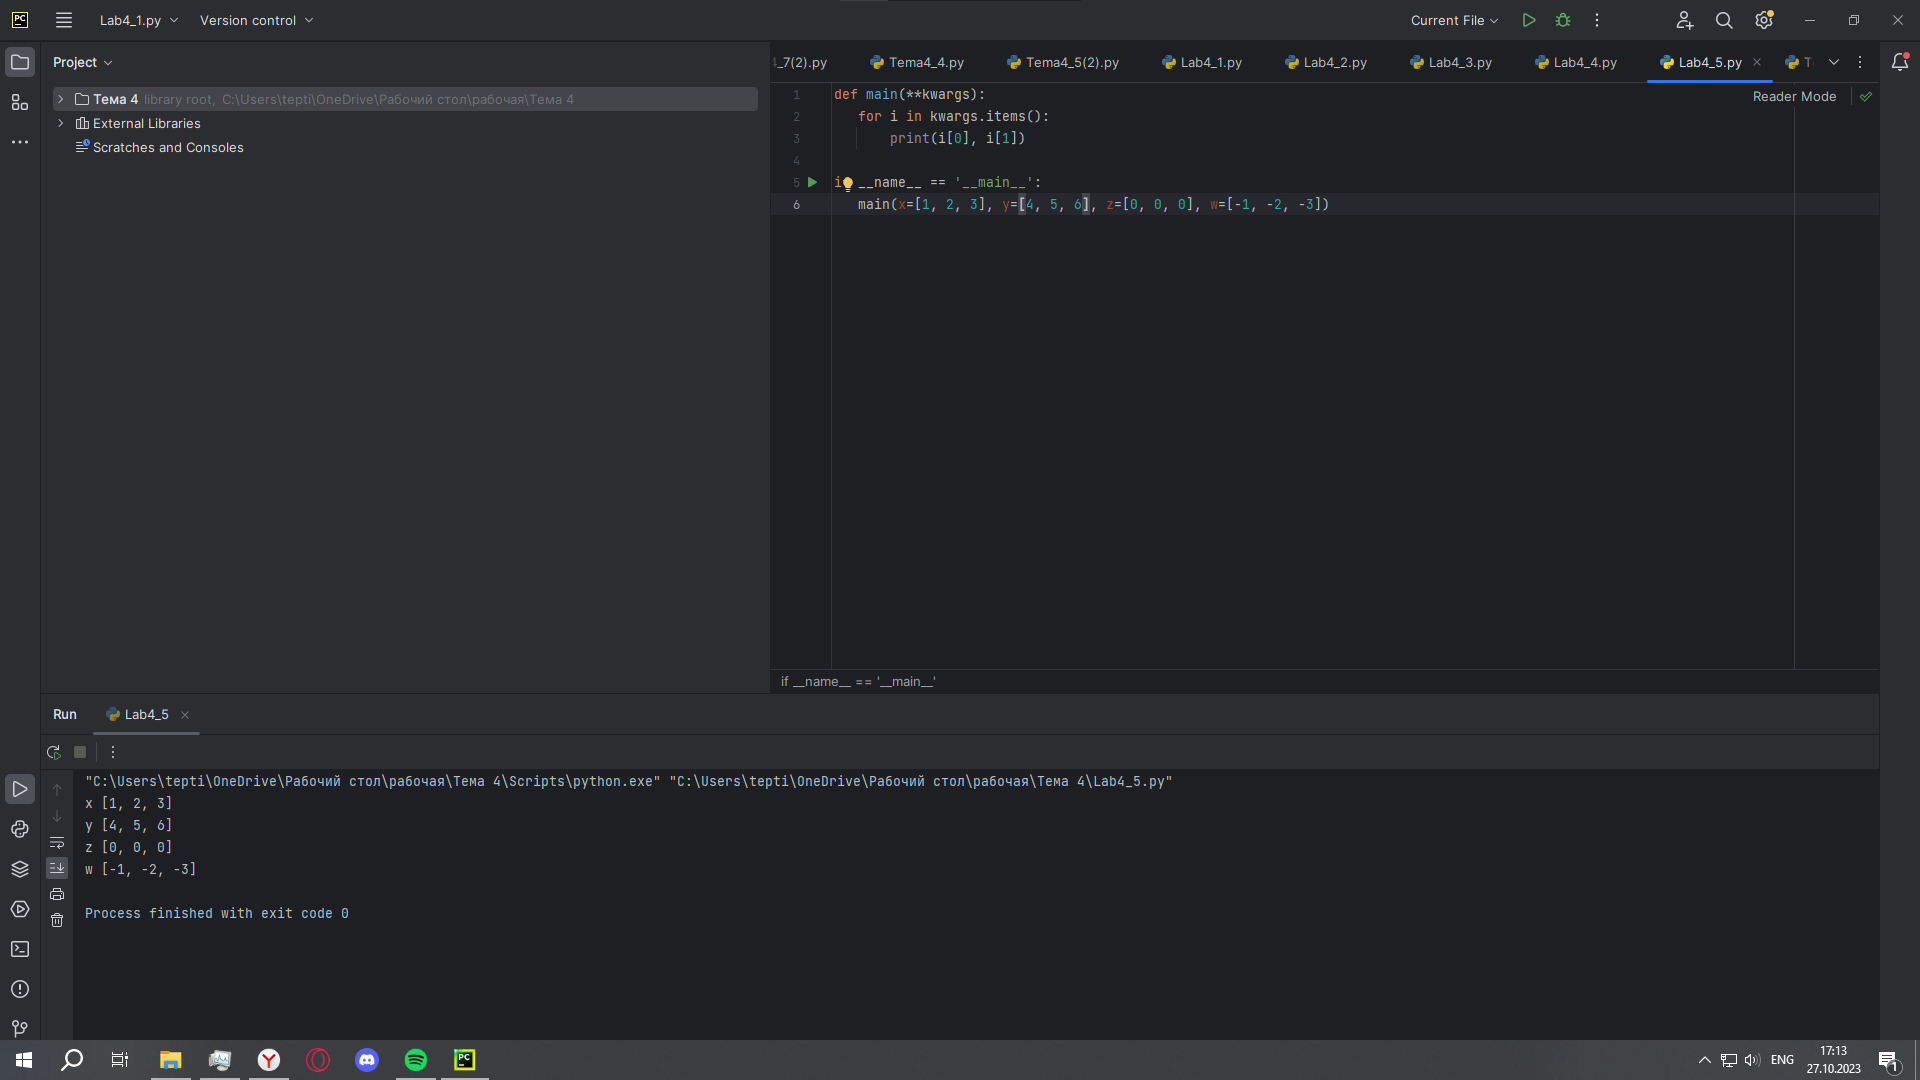 Lab4_1.py Version control Current File
Project
Тема 4 library root, C:\Users\tepti\OneDrive\Рабочий стол\рабочая\Тема 4
External Libraries
Scratches and Consoles
_7(2).py Tema4_4.py Tema4_5(2).py Lab4_1.py Lab4_2.py Lab4_3.py Lab4_4.py Lab4_5.py T
Reader Mode
1 def main(**kwargs):
2 for i in kwargs.items():
3 print(i[0], i[1])
4
5 i __name__ == '__main__':
6 main(x=[1, 2, 3], y=[4, 5, 6], z=[0, 0, 0], w=[-1, -2, -3])
if __name__ == '__main__'
Run Lab4_5
"C:\Users\tepti\OneDrive\Рабочий стол\рабочая\Тема 4\Scripts\python.exe" "C:\Users\tepti\OneDrive\Рабочий стол\рабочая\Тема 4\Lab4_5.py"
x [1, 2, 3]
y [4, 5, 6]
z [0, 0, 0]
w [-1, -2, -3]
Process finished with exit code 0
ENG
17:13
27.10.2023
1